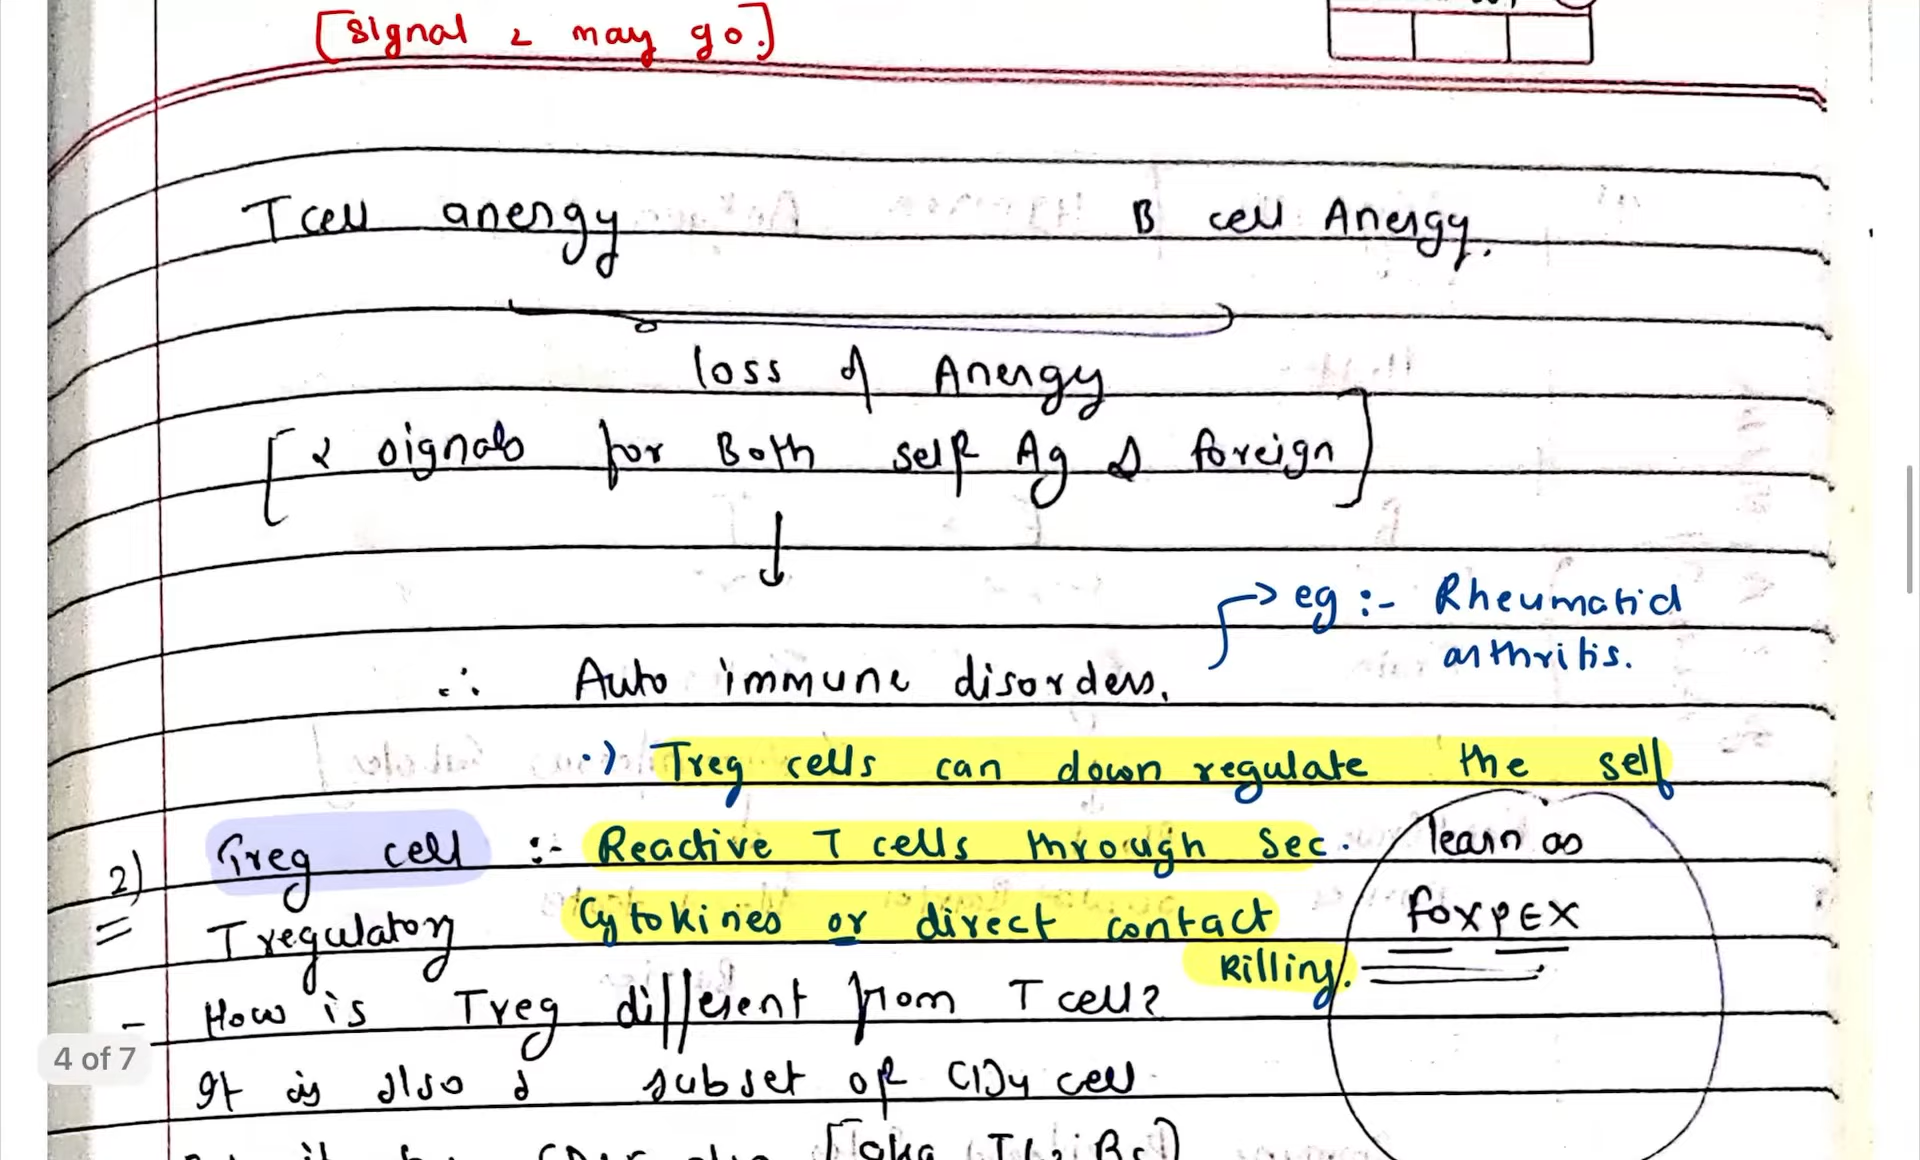 [signal 2 may go.]
T cell anergy B cell Anergy.
loss of Anergy
[2 signals for Both self Ag & foreign]
↓
∴ Auto immune disorders.
→ eg :- Rheumatid
arthritis.
·) Treg cells can down regulate the self
2) Treg cell :- Reactive T cells through sec.
T regulatory Cytokines or direct contact
Killing.
learn as
foxpEX
- How is Treg different from T cell?
It is also a subset of CD4 cell
4 of 7